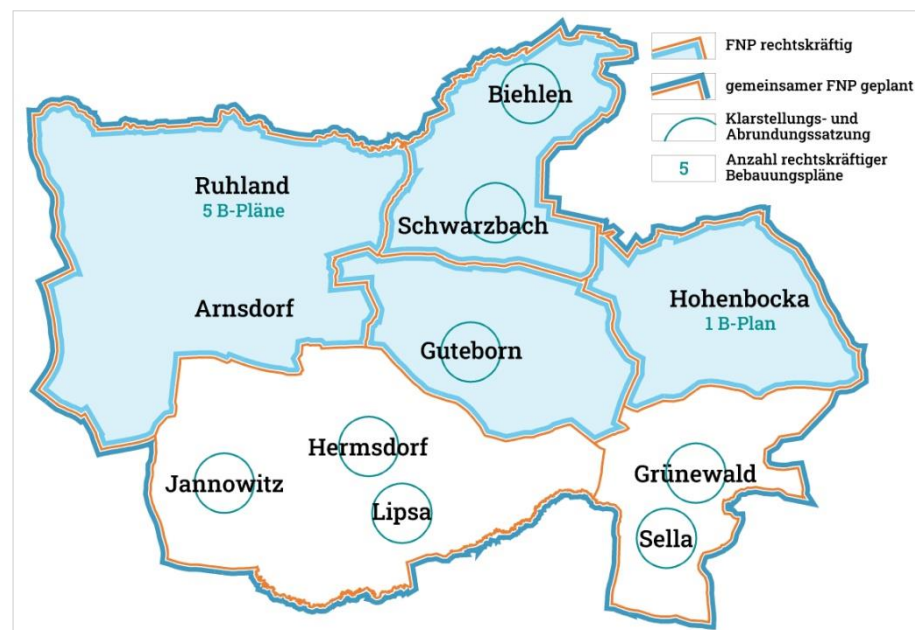 FNP rechtskräftig
gemeinsamer FNP geplant
Klarstellungs- und
Abrundungssatzung
5
Anzahl rechtskräftiger
Bebauungspläne
Biehlen
Ruhland
5 B-Pläne
Schwarzbach
Arnsdorf
Hohenbocka
1 B-Plan
Guteborn
Hermsdorf
Jannowitz
Lipsa
Grünewald
Sella